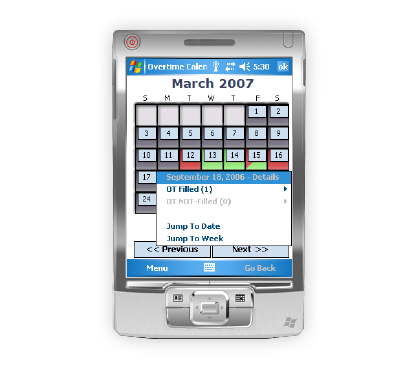 Overtime Calen 5:30 ok
March 2007
S M T W T F S
1 2
3 4 5 6 7 8 9
10 11 12 13 14 15 16
17
24
September 18, 2006 - Details
OT Filled (1)
OT NOT-Filled (0)
Jump To Date
Jump To Week
<< Previous Next >>
Menu Go Back